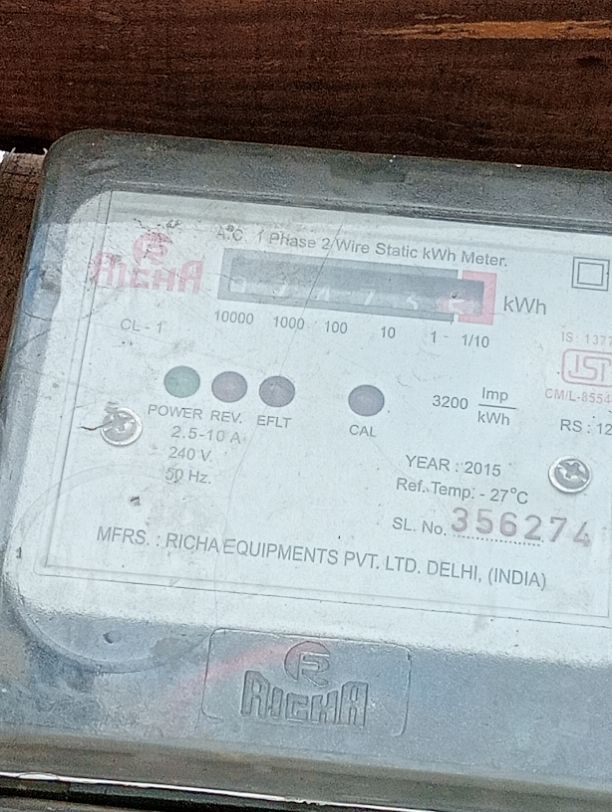 A.C. 1 Phase 2 Wire Static kWh Meter.
RICHA
kWh
CL - 1
10000 1000 100 10 1 - 1/10
IS : 1377
ISI
CM/L-8554
3200 Imp
kWh
RS : 12
POWER REV. EFLT
CAL
2.5-10 A
240 V.
50 Hz.
YEAR : 2015
Ref. Temp. - 27°C
SL. No. 356274
MFRS. : RICHA EQUIPMENTS PVT. LTD. DELHI, (INDIA)
R
RICHA